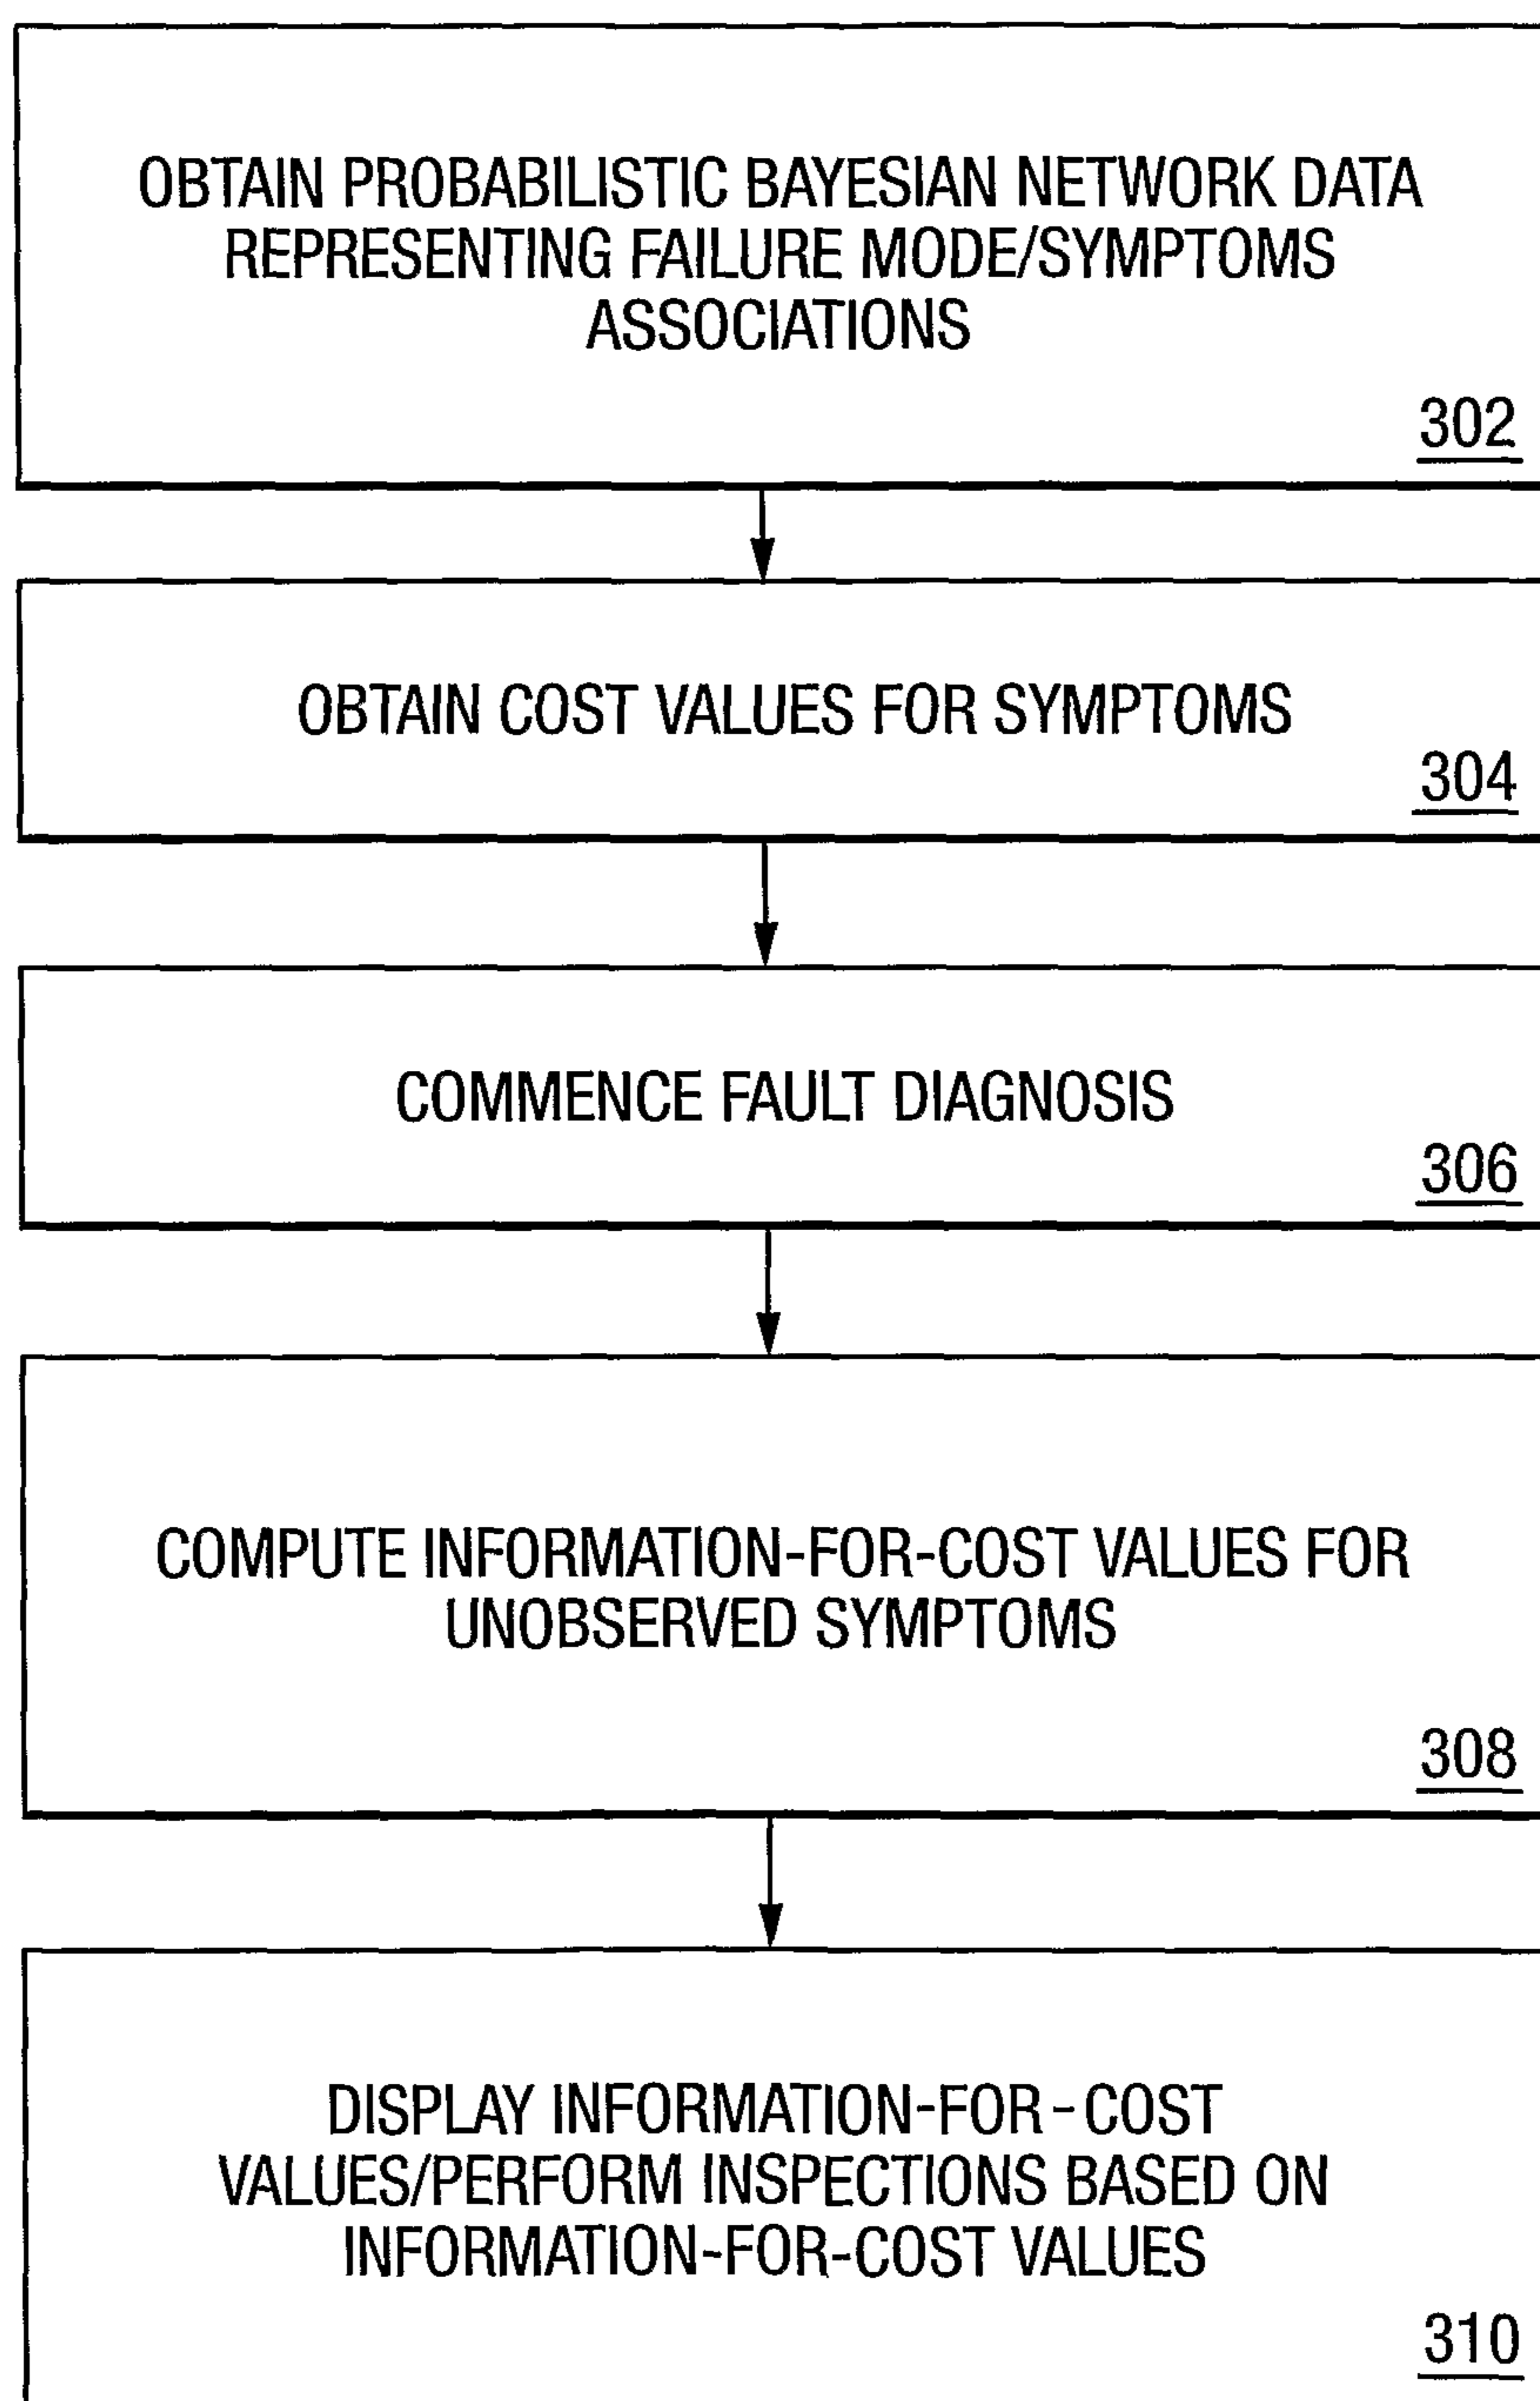 OBTAIN PROBABILISTIC BAYESIAN NETWORK DATA
REPRESENTING FAILURE MODE/SYMPTOMS
ASSOCIATIONS
302
OBTAIN COST VALUES FOR SYMPTOMS
304
COMMENCE FAULT DIAGNOSIS
306
COMPUTE INFORMATION-FOR-COST VALUES FOR
UNOBSERVED SYMPTOMS
308
DISPLAY INFORMATION-FOR-COST
VALUES/PERFORM INSPECTIONS BASED ON
INFORMATION-FOR-COST VALUES
310